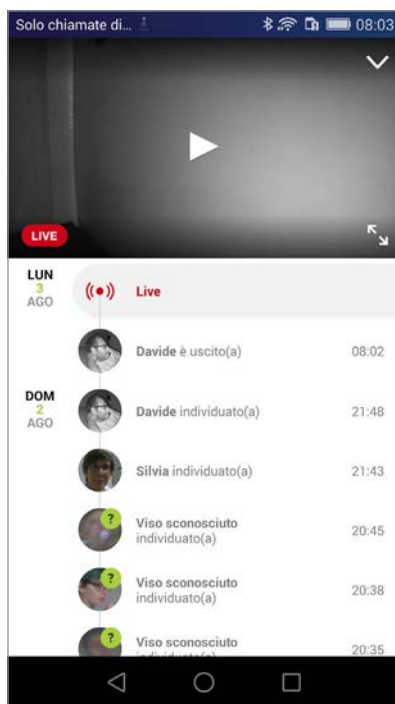 Solo chiamate di... 08:03
LIVE
LUN
3
AGO
Live
Davide è uscito(a) 08:02
DOM
2
AGO
Davide individuato(a) 21:48
Silvia individuato(a) 21:43
?
Viso sconosciuto
individuato(a) 20:45
?
Viso sconosciuto
individuato(a) 20:38
?
Viso sconosciuto
individuato(a) 20:35